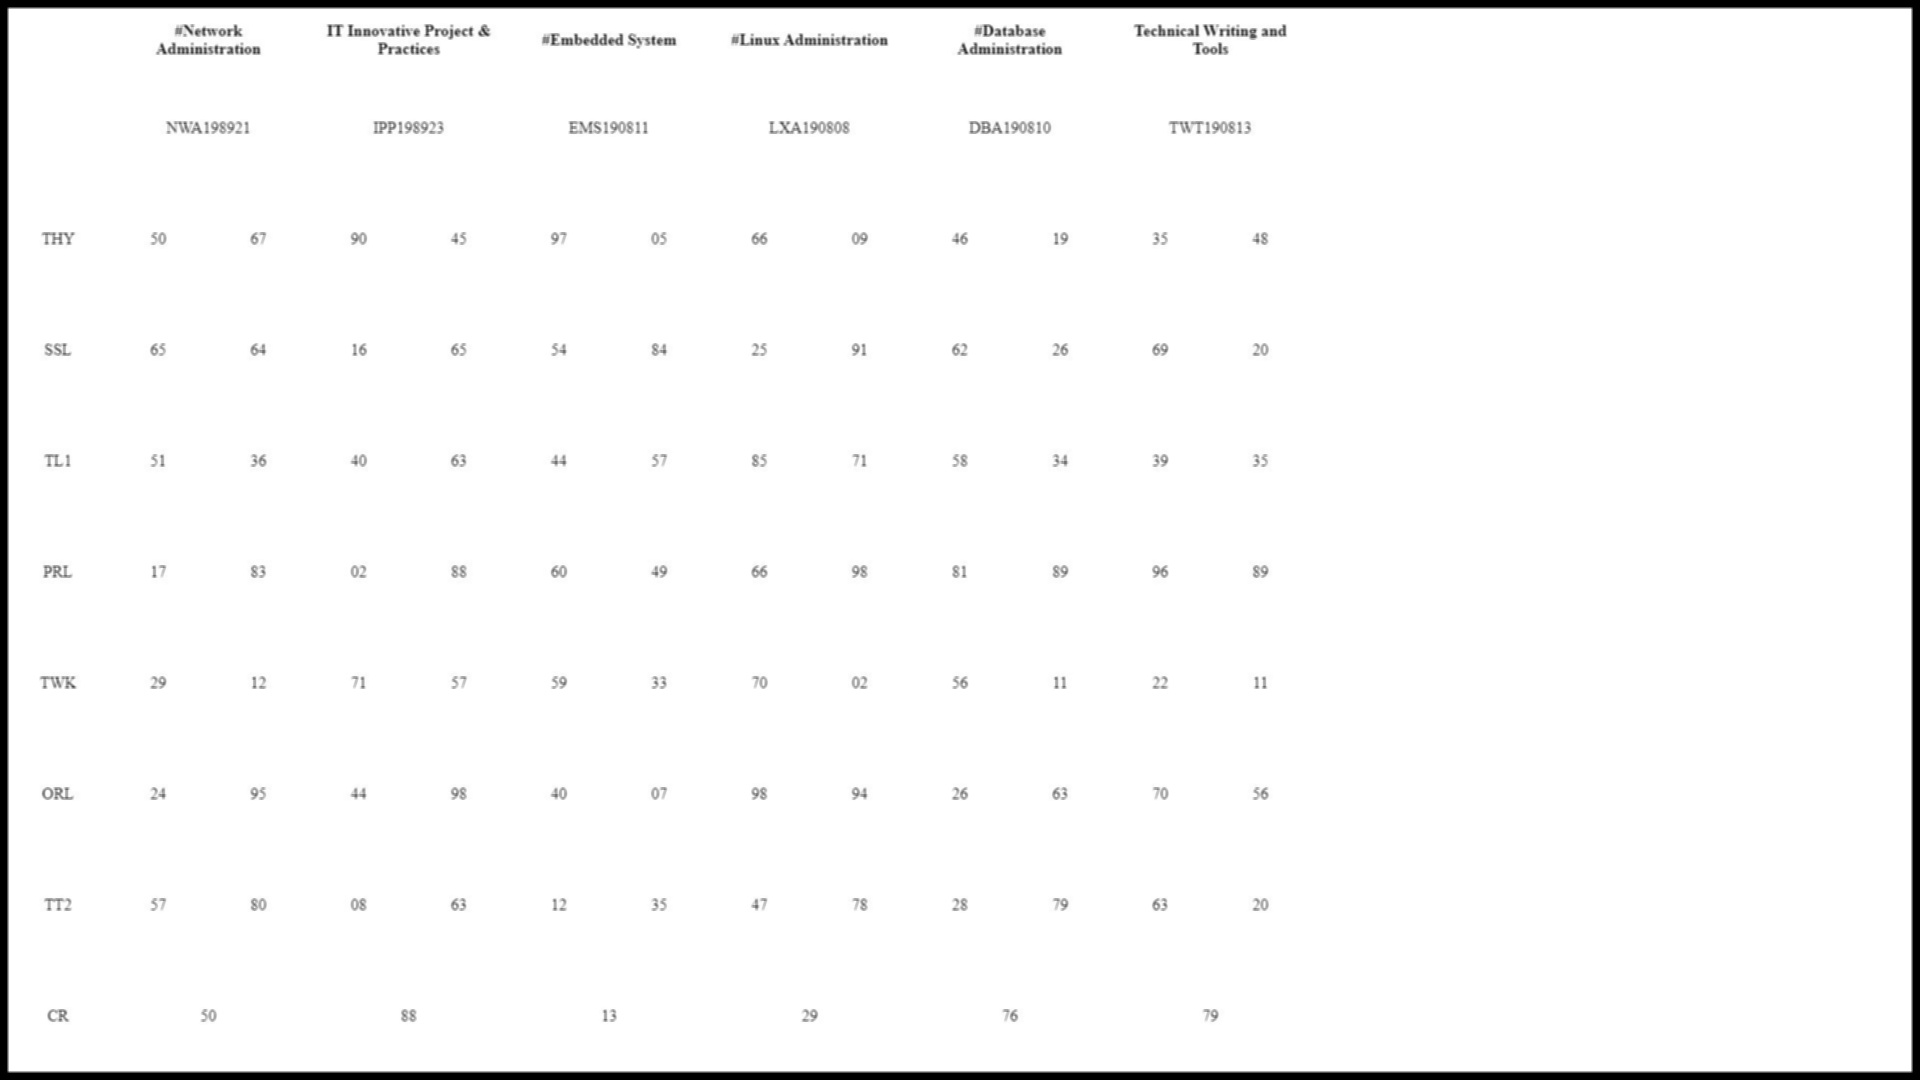 #Network Administration IT Innovative Project & Practices #Embedded System #Linux Administration #Database Administration Technical Writing and Tools
NWA198921 IPP198923 EMS190811 LXA190808 DBA190810 TWT190813
THY 50 67 90 45 97 05 66 09 46 19 35 48
SSL 65 64 16 65 54 84 25 91 62 26 69 20
TL1 51 36 40 63 44 57 85 71 58 34 39 35
PRL 17 83 02 88 60 49 66 98 81 89 96 89
TWK 29 12 71 57 59 33 70 02 56 11 22 11
ORL 24 95 44 98 40 07 98 94 26 63 70 56
TT2 57 80 08 63 12 35 47 78 28 79 63 20
CR 50 88 13 29 76 79